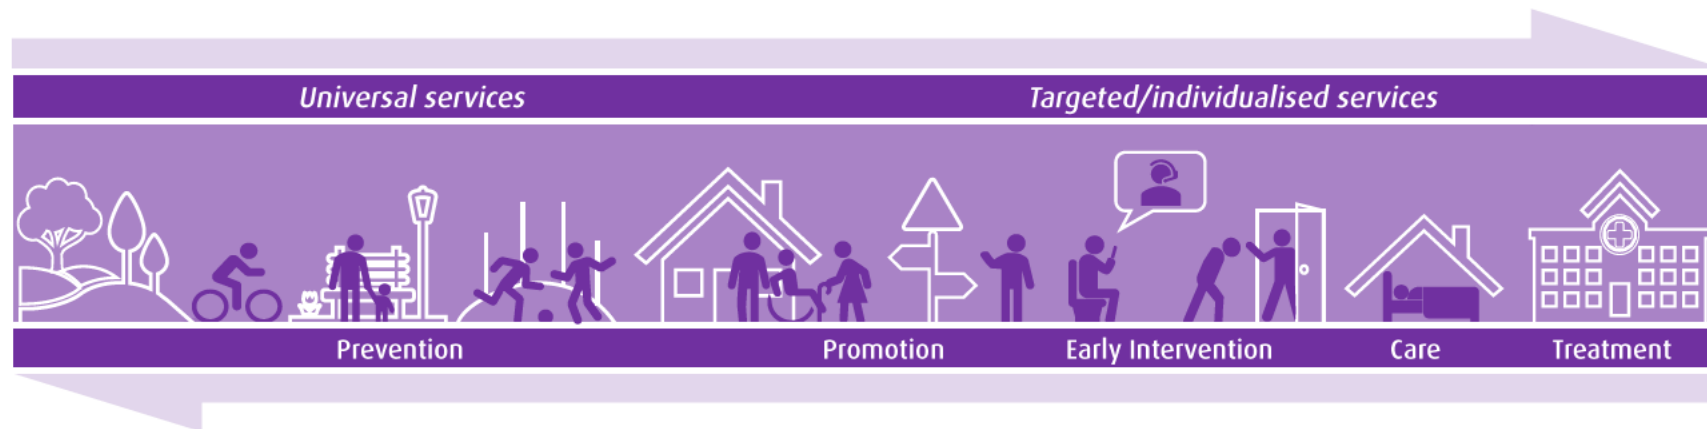 Universal services
Targeted/individualised services
Prevention
Promotion
Early Intervention
Care
Treatment